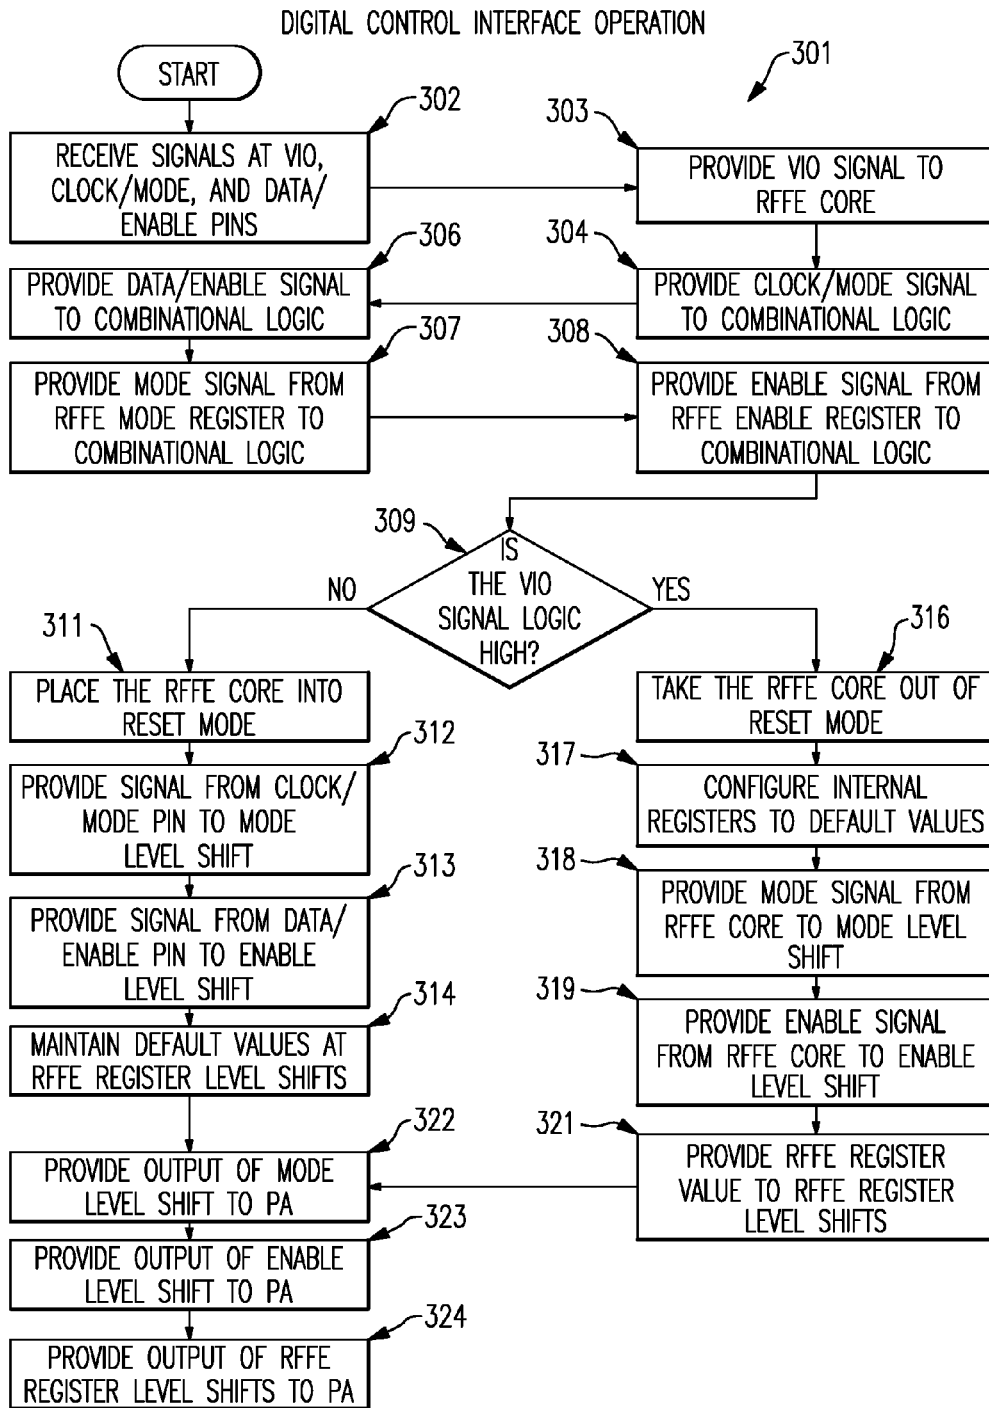 DIGITAL CONTROL INTERFACE OPERATION
301
START
302
RECEIVE SIGNALS AT VIO,
CLOCK/MODE, AND DATA/
ENABLE PINS
303
PROVIDE VIO SIGNAL TO
RFFE CORE
304
PROVIDE CLOCK/MODE SIGNAL
TO COMBINATIONAL LOGIC
306
PROVIDE DATA/ENABLE SIGNAL
TO COMBINATIONAL LOGIC
307
PROVIDE MODE SIGNAL FROM
RFFE MODE REGISTER TO
COMBINATIONAL LOGIC
308
PROVIDE ENABLE SIGNAL FROM
RFFE ENABLE REGISTER TO
COMBINATIONAL LOGIC
309
IS
THE VIO
SIGNAL LOGIC
HIGH?
NO
YES
311
PLACE THE RFFE CORE INTO
RESET MODE
312
PROVIDE SIGNAL FROM CLOCK/
MODE PIN TO MODE
LEVEL SHIFT
313
PROVIDE SIGNAL FROM DATA/
ENABLE PIN TO ENABLE
LEVEL SHIFT
314
MAINTAIN DEFAULT VALUES AT
RFFE REGISTER LEVEL SHIFTS
316
TAKE THE RFFE CORE OUT OF
RESET MODE
317
CONFIGURE INTERNAL
REGISTERS TO DEFAULT VALUES
318
PROVIDE MODE SIGNAL FROM
RFFE CORE TO MODE LEVEL
SHIFT
319
PROVIDE ENABLE SIGNAL
FROM RFFE CORE TO ENABLE
LEVEL SHIFT
321
PROVIDE RFFE REGISTER
VALUE TO RFFE REGISTER
LEVEL SHIFTS
322
PROVIDE OUTPUT OF MODE
LEVEL SHIFT TO PA
323
PROVIDE OUTPUT OF ENABLE
LEVEL SHIFT TO PA
324
PROVIDE OUTPUT OF RFFE
REGISTER LEVEL SHIFTS TO PA